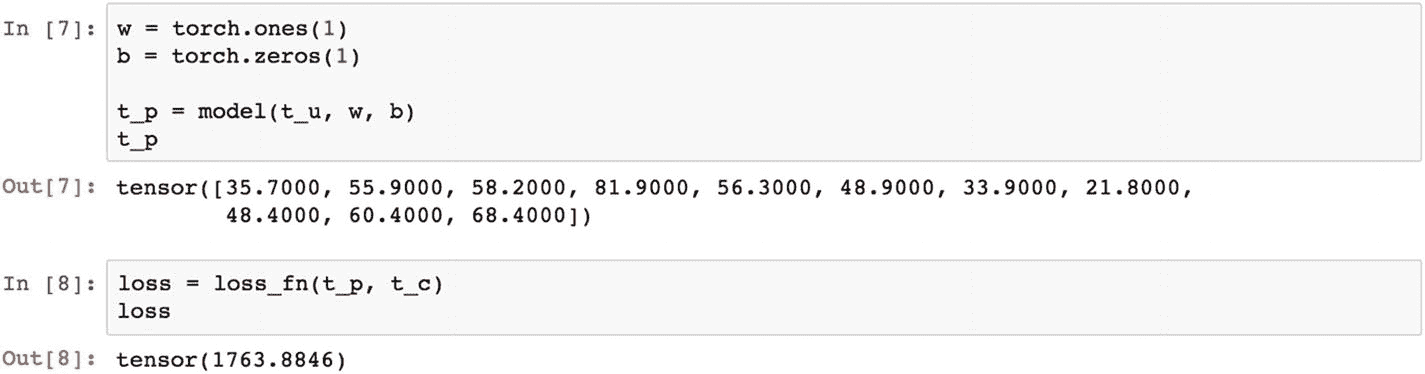 In [7]: w = torch.ones(1)
b = torch.zeros(1)
t_p = model(t_u, w, b)
t_p
Out[7]: tensor([35.7000, 55.9000, 58.2000, 81.9000, 56.3000, 48.9000, 33.9000, 21.8000,
48.4000, 60.4000, 68.4000])
In [8]: loss = loss_fn(t_p, t_c)
loss
Out[8]: tensor(1763.8846)